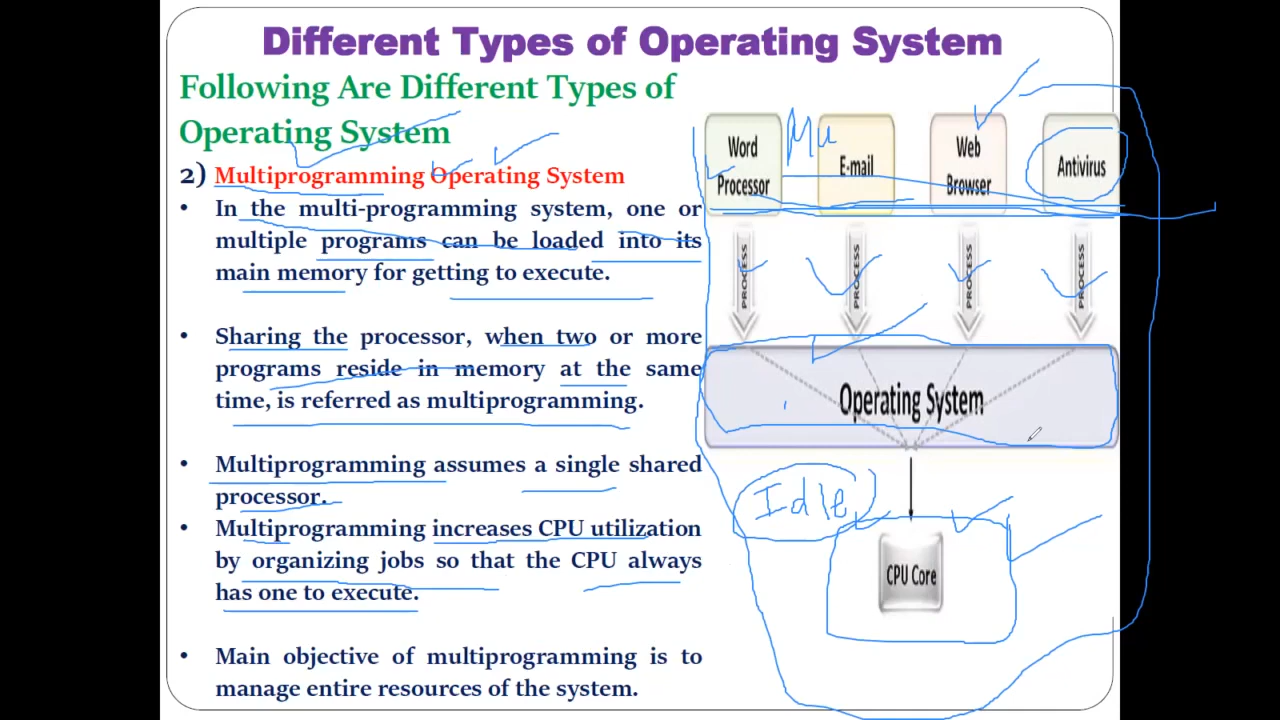 Different Types of Operating System
Following Are Different Types of
Operating System
2) Multiprogramming Operating System
• In the multi-programming system, one or
multiple programs can be loaded into its
main memory for getting to execute.
• Sharing the processor, when two or more
programs reside in memory at the same
time, is referred as multiprogramming.
• Multiprogramming assumes a single shared
processor.
• Multiprogramming increases CPU utilization
by organizing jobs so that the CPU always
has one to execute.
• Main objective of multiprogramming is to
manage entire resources of the system.
Word
Processor
Mu
E-mail
Web
Browser
Antivirus
PROCESS
PROCESS
PROCESS
PROCESS
Operating System
Idle
CPU Core